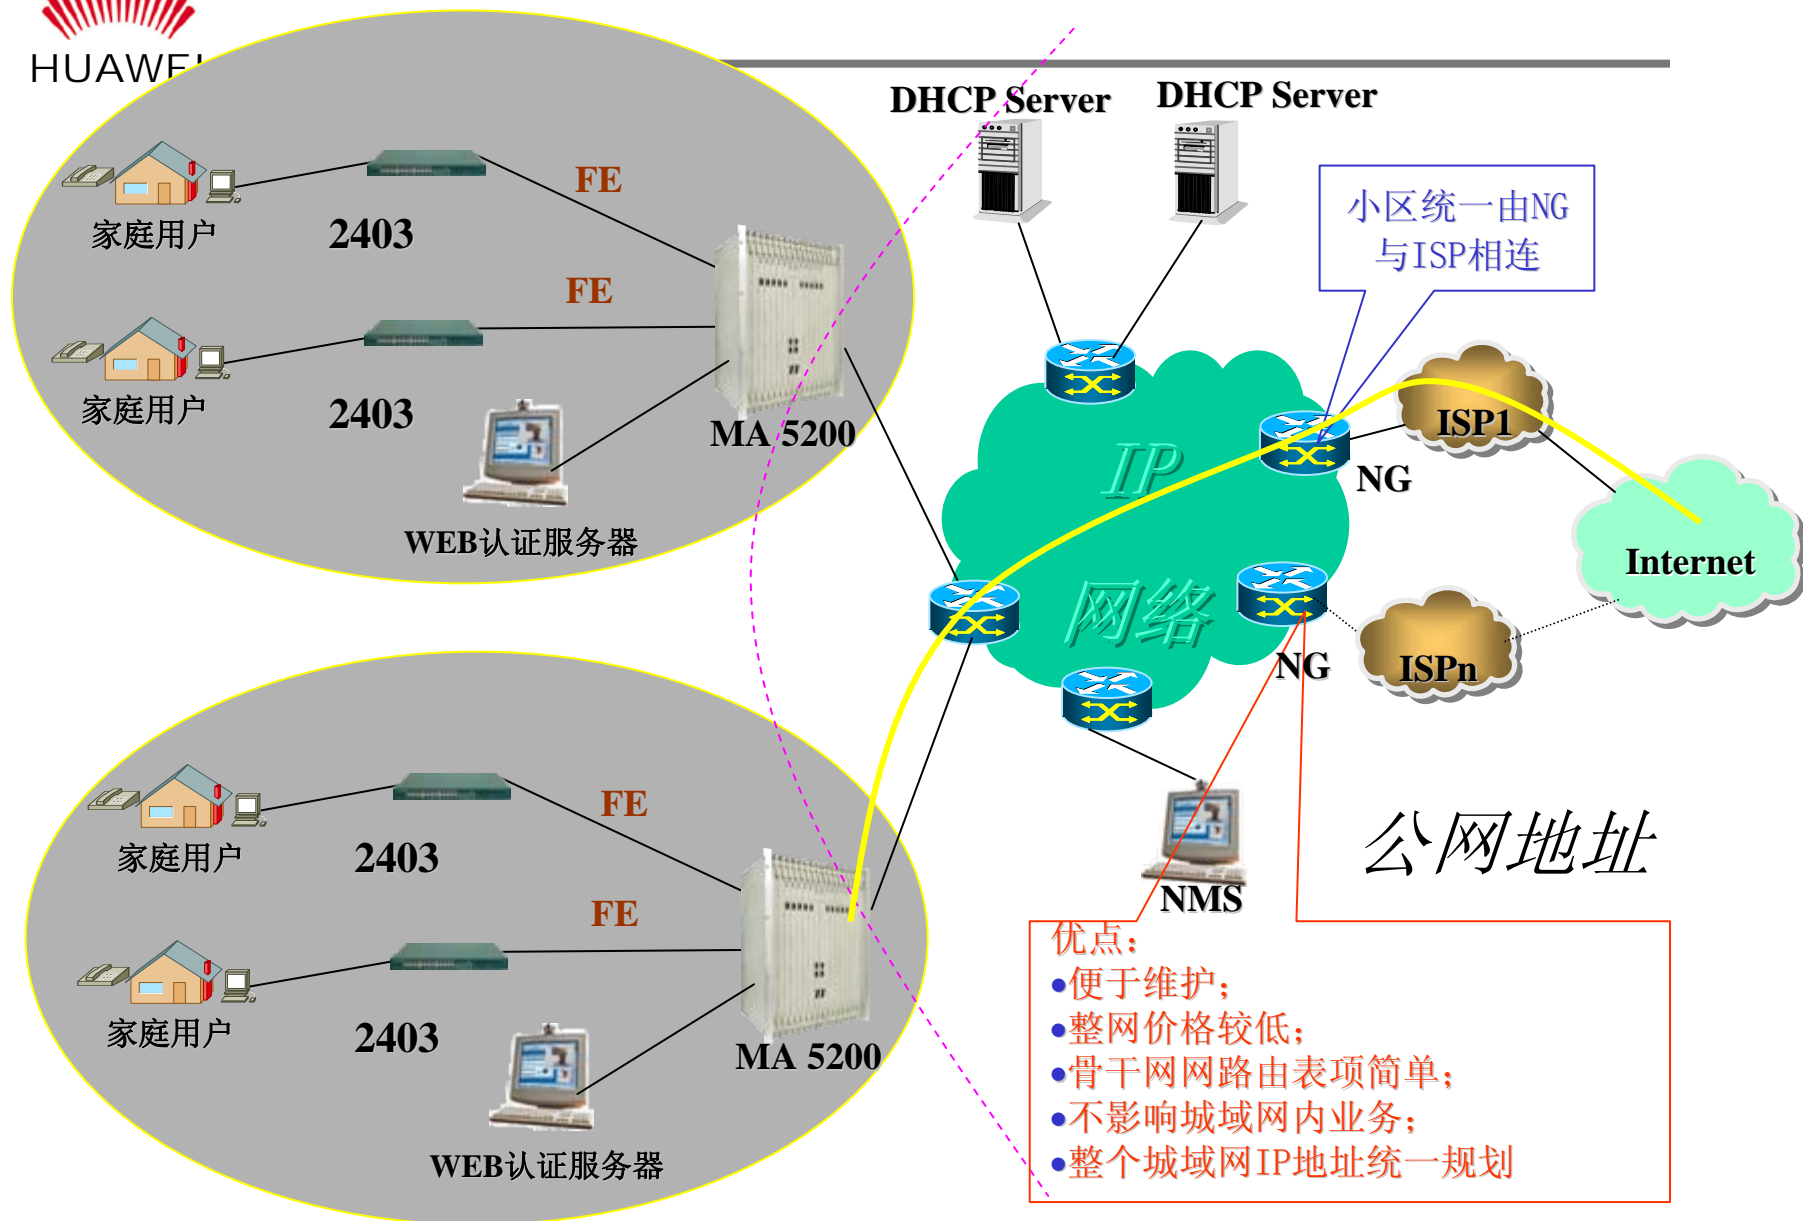 HUAWEI
DHCP Server
DHCP Server
家庭用户
2403
FE
小区统一由NG
与ISP相连
家庭用户
2403
FE
MA 5200
WEB认证服务器
IP
网络
NG
ISP1
Internet
NG
ISPn
家庭用户
2403
FE
NMS
公网地址
家庭用户
2403
FE
MA 5200
WEB认证服务器
优点：
•便于维护；
•整网价格较低；
•骨干网网路由表项简单；
•不影响城域网内业务；
•整个城域网IP地址统一规划